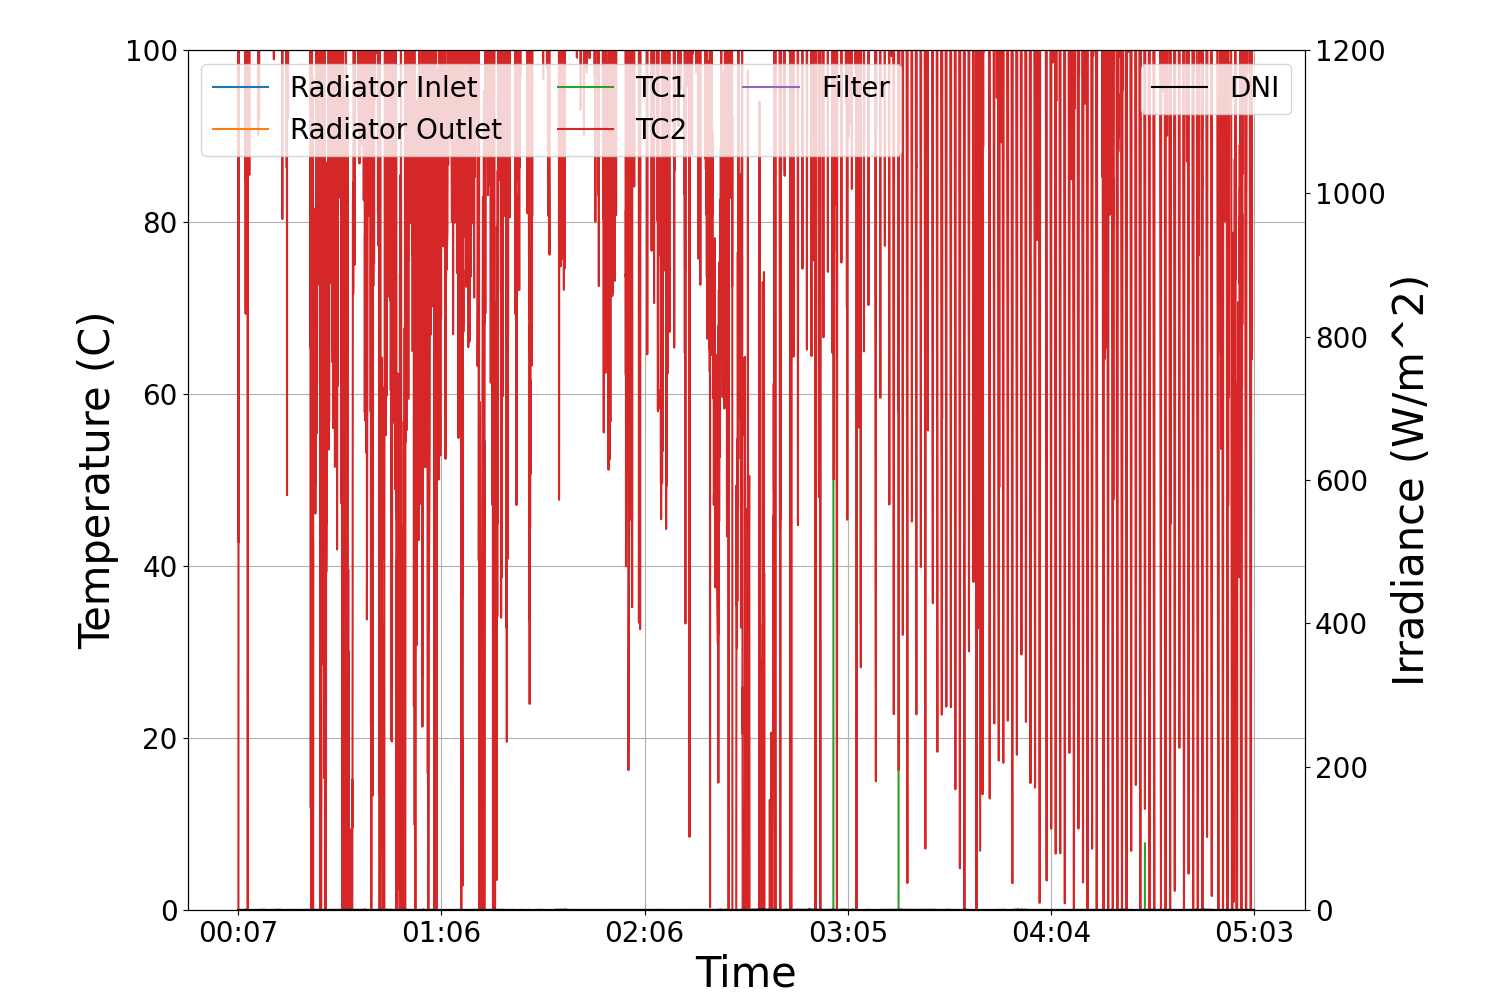 100
80
60
40
20
0
Temperature (C)
Radiator Inlet
Radiator Outlet
TC1
TC2
Filter
DNI
1200
1000
800
600
400
200
0
Irradiance (W/m^2)
00:07
01:06
02:06
03:05
04:04
05:03
Time